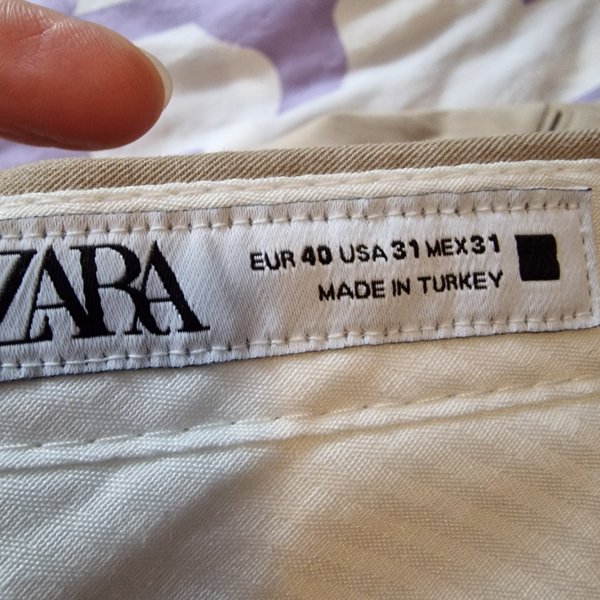 ZARA
EUR 40 USA 31 MEX 31
MADE IN TURKEY